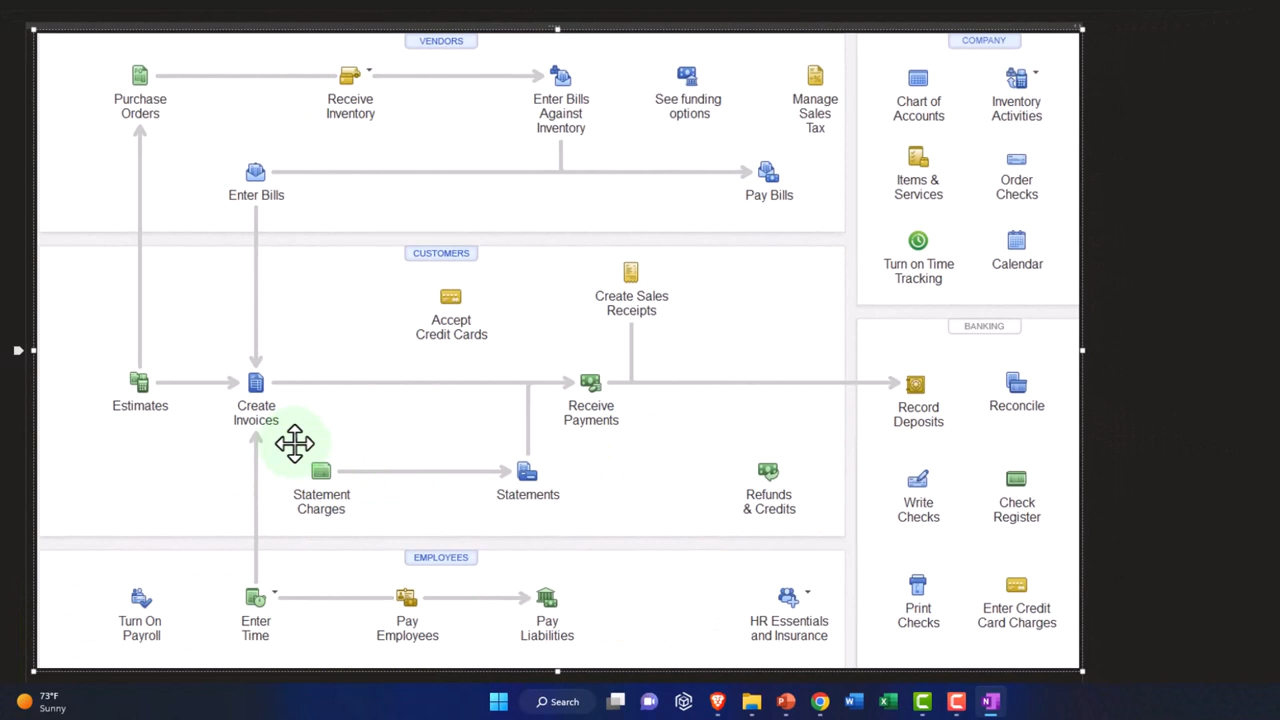 VENDORS
Purchase
Orders
Receive
Inventory
Enter Bills
Against
Inventory
See funding
options
Manage
Sales
Tax
Enter Bills
Pay Bills
COMPANY
Chart of
Accounts
Inventory
Activities
Items &
Services
Order
Checks
Turn on Time
Tracking
Calendar
CUSTOMERS
Accept
Credit Cards
Create Sales
Receipts
Estimates
Create
Invoices
Receive
Payments
Statement
Charges
Statements
Refunds
& Credits
BANKING
Record
Deposits
Reconcile
Write
Checks
Check
Register
Print
Checks
Enter Credit
Card Charges
EMPLOYEES
Turn On
Payroll
Enter
Time
Pay
Employees
Pay
Liabilities
HR Essentials
and Insurance
73°F
Sunny
Search